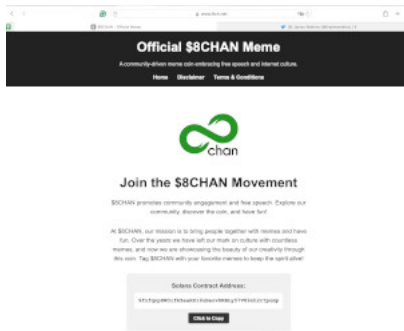 Official $8CHAN Meme
A community-driven meme coin embracing free speech and internet culture.
Home Disclaimer Terms & Conditions
chan
Join the $8CHAN Movement
$8CHAN promotes community engagement and free speech. Explore our
community, discover the coin, and have fun!
At $8CHAN, our mission is to bring people together with memes and have
fun. Over the years we have left our mark on culture with countless
memes, and now we are showcasing the beauty of our creativity through
this coin. Tag $8CHAN with your favorite memes to keep the spirit alive!
Solana Contract Address:
Click to Copy